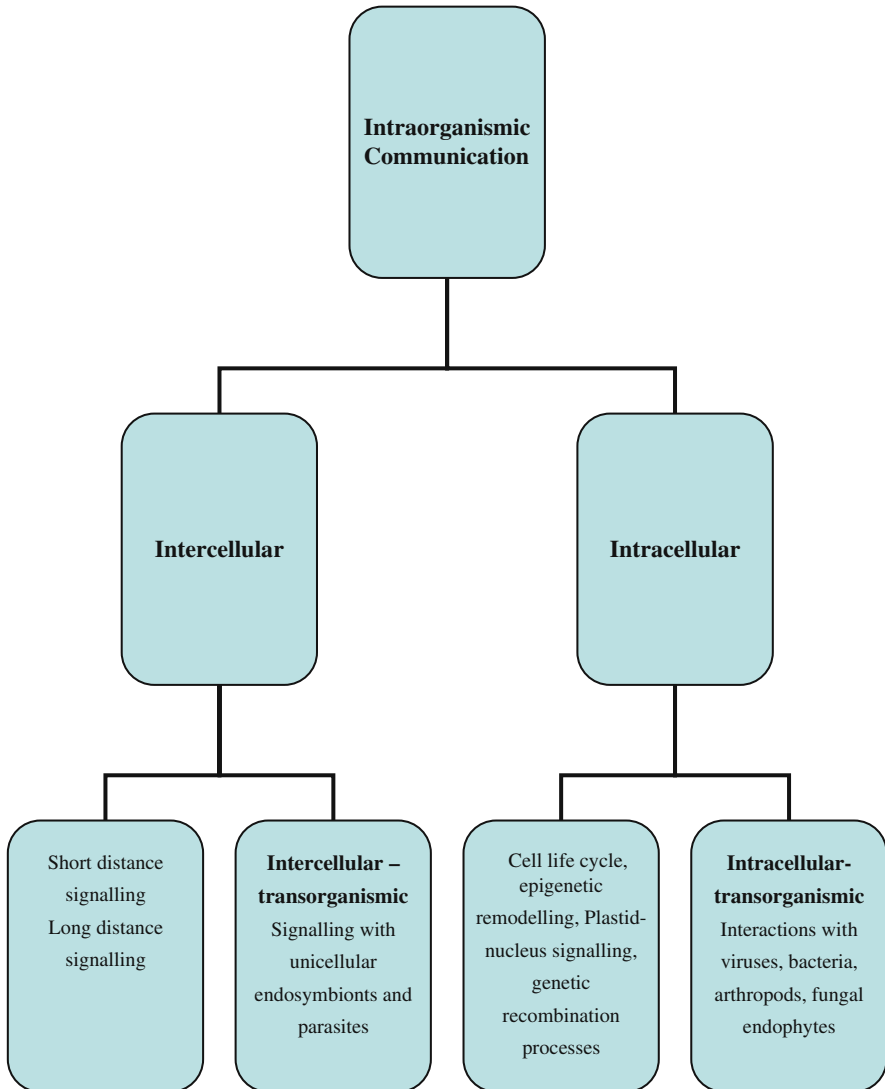 Intraorganismic
Communication
Intercellular
Intracellular
Short distance
signalling
Long distance
signalling
Intercellular –
transorganismic
Signalling with
unicellular
endosymbionts and
parasites
Cell life cycle,
epigenetic
remodelling, Plastid-
nucleus signalling,
genetic
recombination
processes
Intracellular-
transorganismic
Interactions with
viruses, bacteria,
arthropods, fungal
endophytes